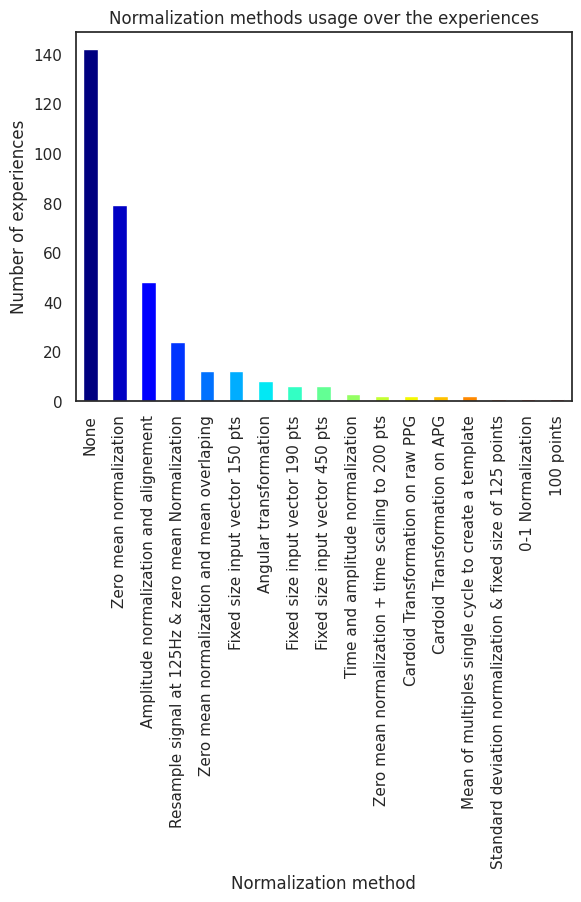 Normalization methods usage over the experiences
Number of experiences
140
120
100
80
60
40
20
0
None
Zero mean normalization
Amplitude normalization and alignement
Resample signal at 125Hz & zero mean Normalization
Zero mean normalization and mean overlaping
Fixed size input vector 150 pts
Angular transformation
Fixed size input vector 190 pts
Fixed size input vector 450 pts
Time and amplitude normalization
Zero mean normalization + time scaling to 200 pts
Cardoid Transformation on raw PPG
Cardoid Transformation on APG
Mean of multiples single cycle to create a template
Standard deviation normalization & fixed size of 125 points
0-1 Normalization
100 points
Normalization method